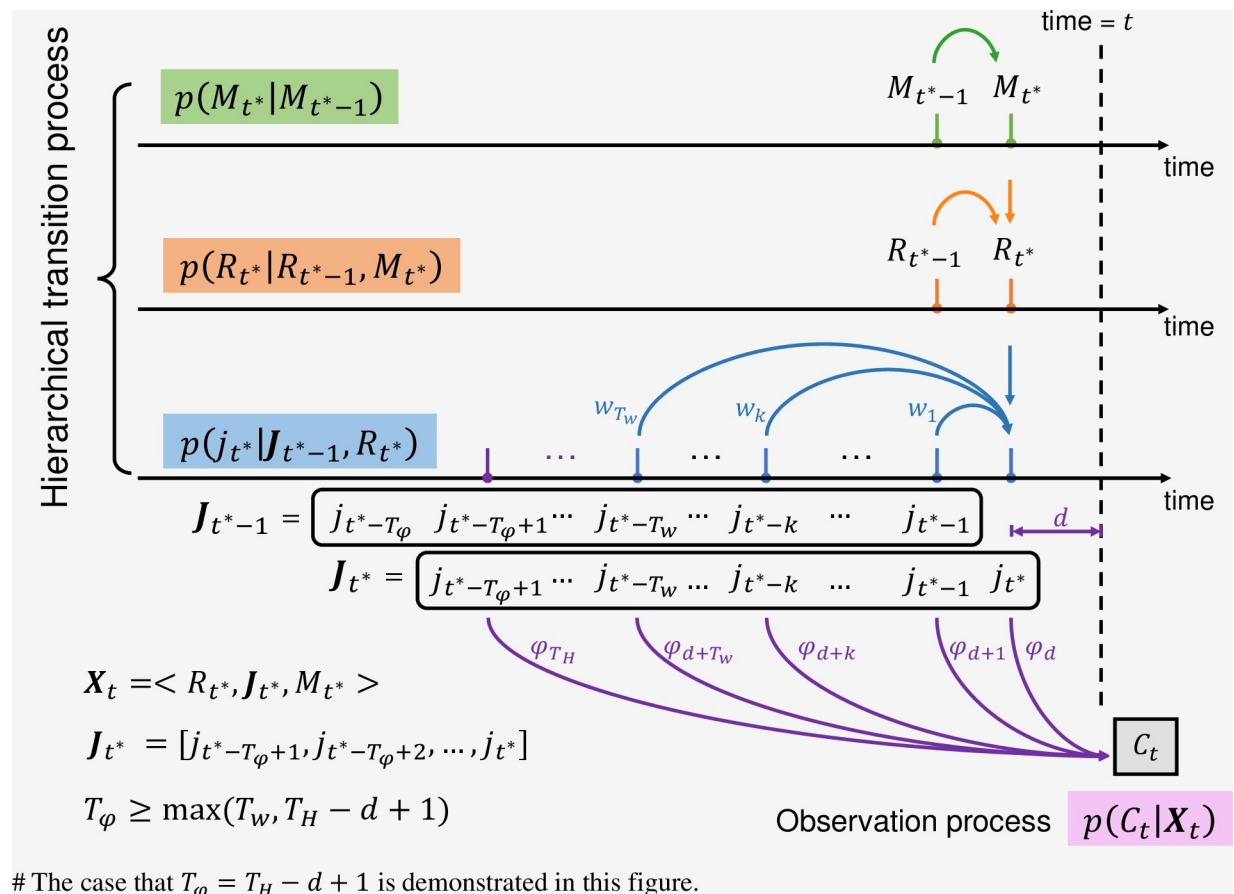 time = t
Hierarchical transition process
p(M_{t*}|M_{t*-1})
M_{t*-1} M_{t*}
time
p(R_{t*}|R_{t*-1}, M_{t*})
R_{t*-1} R_{t*}
time
w_{T_w} w_k w_1
p(j_{t*}|J_{t*-1}, R_{t*})
... ... ...
time
J_{t*-1} = j_{t*-T_φ} j_{t*-T_φ+1} ... j_{t*-T_w} ... j_{t*-k} ... j_{t*-1}
d
J_{t*} = j_{t*-T_φ+1} ... j_{t*-T_w} ... j_{t*-k} ... j_{t*-1} j_{t*}
φ_{T_H} φ_{d+T_w} φ_{d+k} φ_{d+1} φ_d
X_t =< R_{t*}, J_{t*}, M_{t*} >
J_{t*} = [j_{t*-T_φ+1}, j_{t*-T_φ+2}, ... , j_{t*}]
C_t
T_φ ≥ max(T_w, T_H − d + 1)
Observation process p(C_t|X_t)
# The case that T_φ = T_H − d + 1 is demonstrated in this figure.